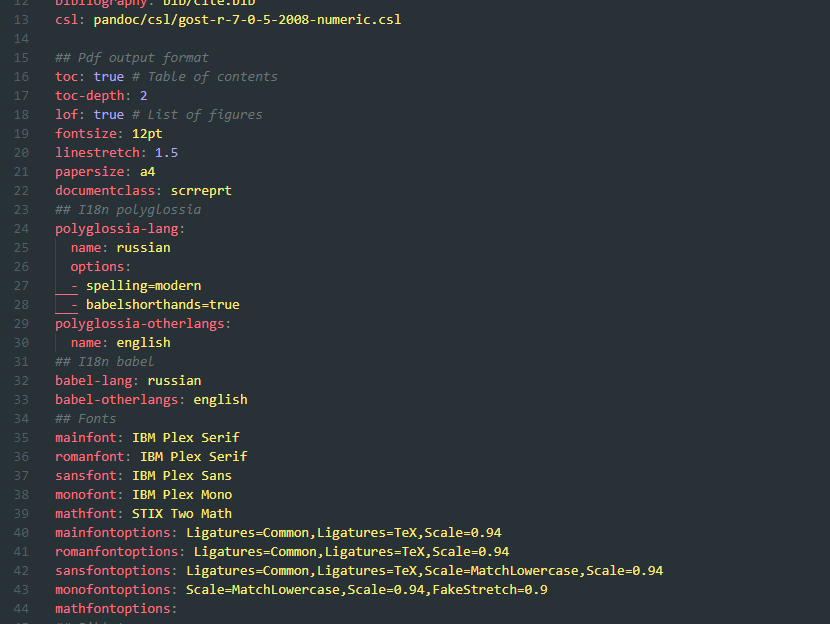 12 bibliography: bib/cite.bib
13 csl: pandoc/csl/gost-r-7-0-5-2008-numeric.csl
14
15 ## Pdf output format
16 toc: true # Table of contents
17 toc-depth: 2
18 lof: true # List of figures
19 fontsize: 12pt
20 linestretch: 1.5
21 papersize: a4
22 documentclass: scrreprt
23 ## I18n polyglossia
24 polyglossia-lang:
25 name: russian
26 options:
27 - spelling=modern
28 - babelshorthands=true
29 polyglossia-otherlangs:
30 name: english
31 ## I18n babel
32 babel-lang: russian
33 babel-otherlangs: english
34 ## Fonts
35 mainfont: IBM Plex Serif
36 romanfont: IBM Plex Serif
37 sansfont: IBM Plex Sans
38 monofont: IBM Plex Mono
39 mathfont: STIX Two Math
40 mainfontoptions: Ligatures=Common,Ligatures=TeX,Scale=0.94
41 romanfontoptions: Ligatures=Common,Ligatures=TeX,Scale=0.94
42 sansfontoptions: Ligatures=Common,Ligatures=TeX,Scale=MatchLowercase,Scale=0.94
43 monofontoptions: Scale=MatchLowercase,Scale=0.94,FakeStretch=0.9
44 mathfontoptions: